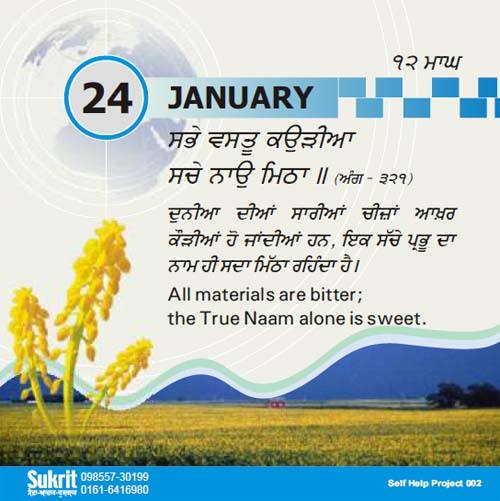 ੧੨ ਮਾਘ
24 JANUARY
ਸਭੇ ਵਸਤੂ ਕਉੜੀਆ
ਸਚੇ ਨਾਉ ਮਿਠਾ ॥ (ਅੰਗ - ੩੨੧)
ਦੁਨੀਆ ਦੀਆਂ ਸਾਰੀਆਂ ਚੀਜ਼ਾਂ ਆਖ਼ਰ
ਕੌੜੀਆਂ ਹੋ ਜਾਂਦੀਆਂ ਹਨ, ਇਕ ਸੱਚੇ ਪ੍ਰਭੂ ਦਾ
ਨਾਮ ਹੀ ਸਦਾ ਮਿੱਠਾ ਰਹਿੰਦਾ ਹੈ।
All materials are bitter;
the True Naam alone is sweet.
Sukrit 098557-30199
0161-6416980
Self Help Project 002